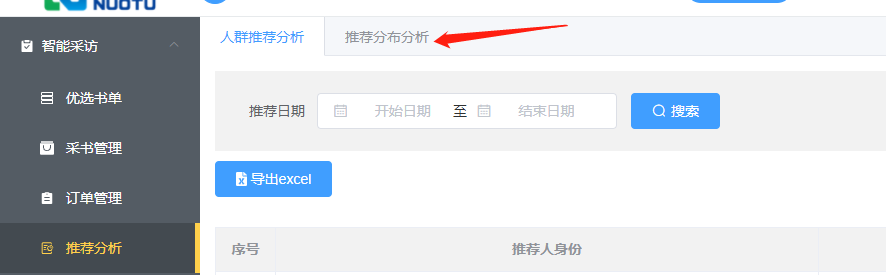 NUOTU
智能采访
人群推荐分析
推荐分布分析
优选书单
采书管理
订单管理
推荐分析
推荐日期
开始日期
至
结束日期
搜索
导出excel
序号
推荐人身份